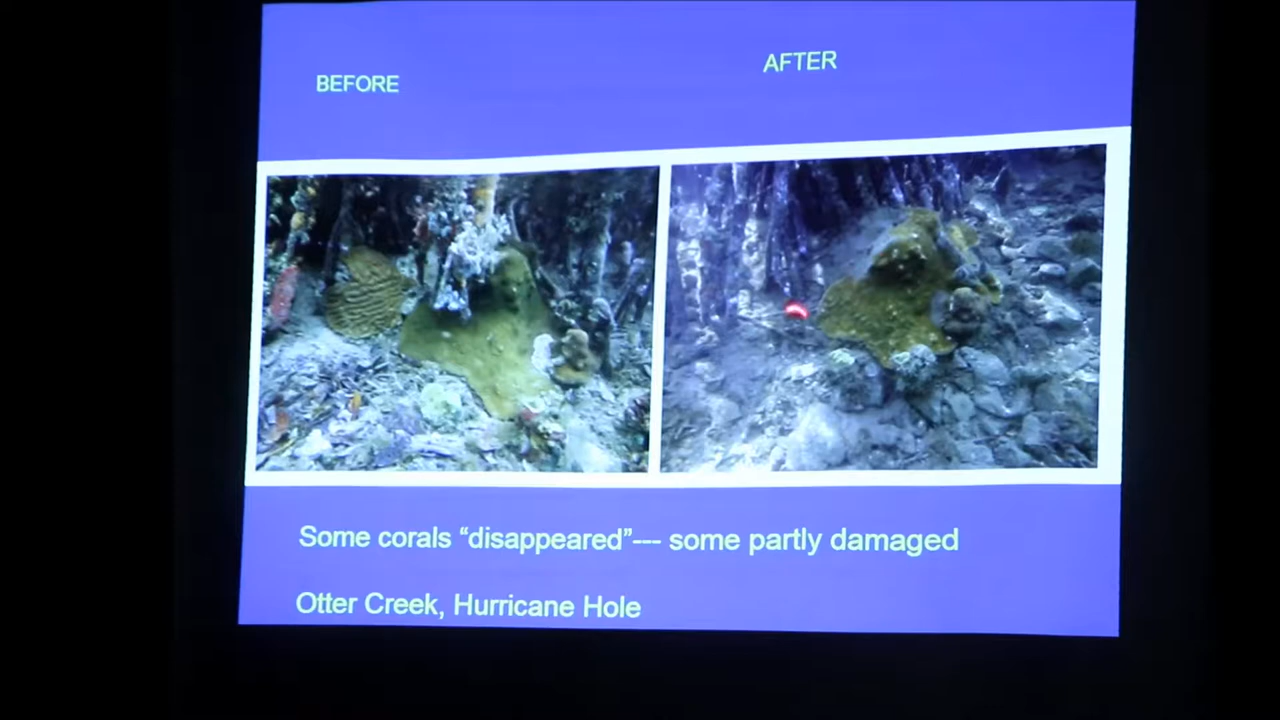 BEFORE
AFTER
Some corals “disappeared”--- some partly damaged
Otter Creek, Hurricane Hole